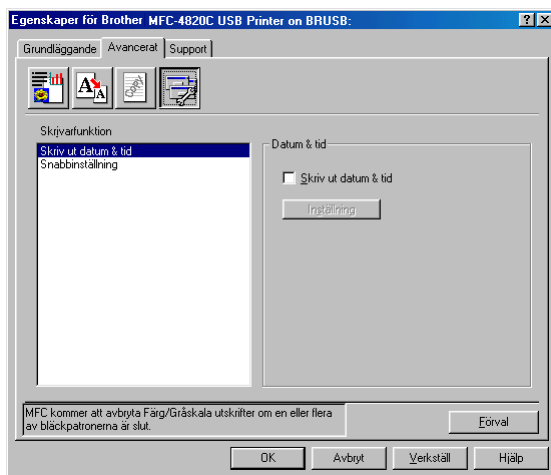 Egenskaper för Brother MFC-4820C USB Printer on BRUSB:
Grundläggande Avancerat Support
Skrivarfunktion
Skriv ut datum & tid
Snabbinställning
Datum & tid
Skriv ut datum & tid
Inställning
MFC kommer att avbryta Färg/Gråskala utskrifter om en eller flera
av bläckpatronerna är slut.
Förval
OK Avbryt Verkställ Hjälp